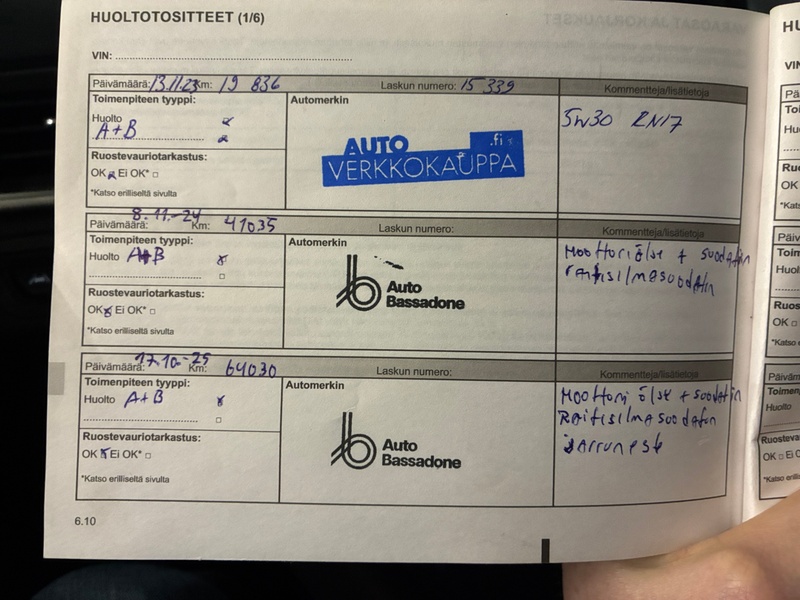 HUOLTOTOSITTEET (1/6)
VIN:
Päivämäärä: 13.11.23 Km: 19 836 Laskun numero: 15 339 Kommentteja/lisätietoja
Toimenpiteen tyyppi: Automerkin
Huolto
A+B
5W30 RN17
AUTO .fi
VERKKOKAUPPA
Ruostevauriotarkastus:
OK Ei OK* □
*Katso erilliseltä sivulta
Päivämäärä: 8.11.-24 Km: 41035 Laskun numero: Kommentteja/lisätietoja
Toimenpiteen tyyppi: Automerkin
Huolto A+B
Moottoriöljy + suodatin
raitisilmasuodatin
Auto
Bassadone
Ruostevauriotarkastus:
OK Ei OK* □
*Katso erilliseltä sivulta
Päivämäärä: 17.10-25 Km: 64030 Laskun numero: Kommentteja/lisätietoja
Toimenpiteen tyyppi: Automerkin
Huolto A+B
Moottori öljy + suodatin
Raitisilmasuodatin
Jarruneste
Auto
Bassadone
Ruostevauriotarkastus:
OK Ei OK* □
*Katso erilliseltä sivulta
6.10